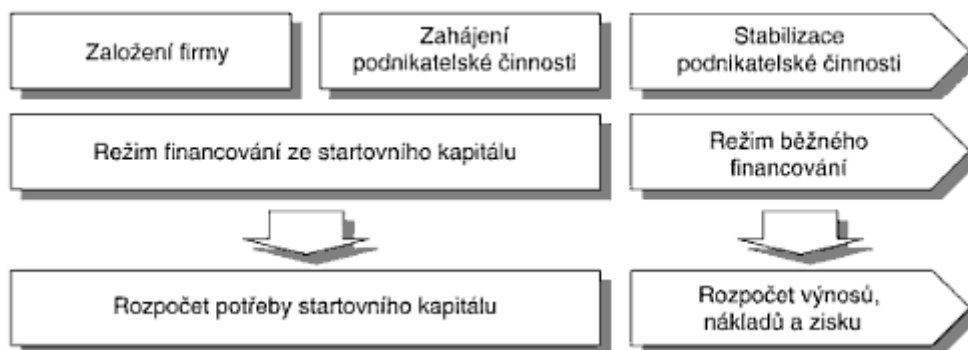 Založení firmy
Zahájení
podnikatelské činnosti
Stabilizace
podnikatelské činnosti
Režim financování ze startovního kapitálu
Režim běžného
financování
Rozpočet potřeby startovního kapitálu
Rozpočet výnosů,
nákladů a zisku